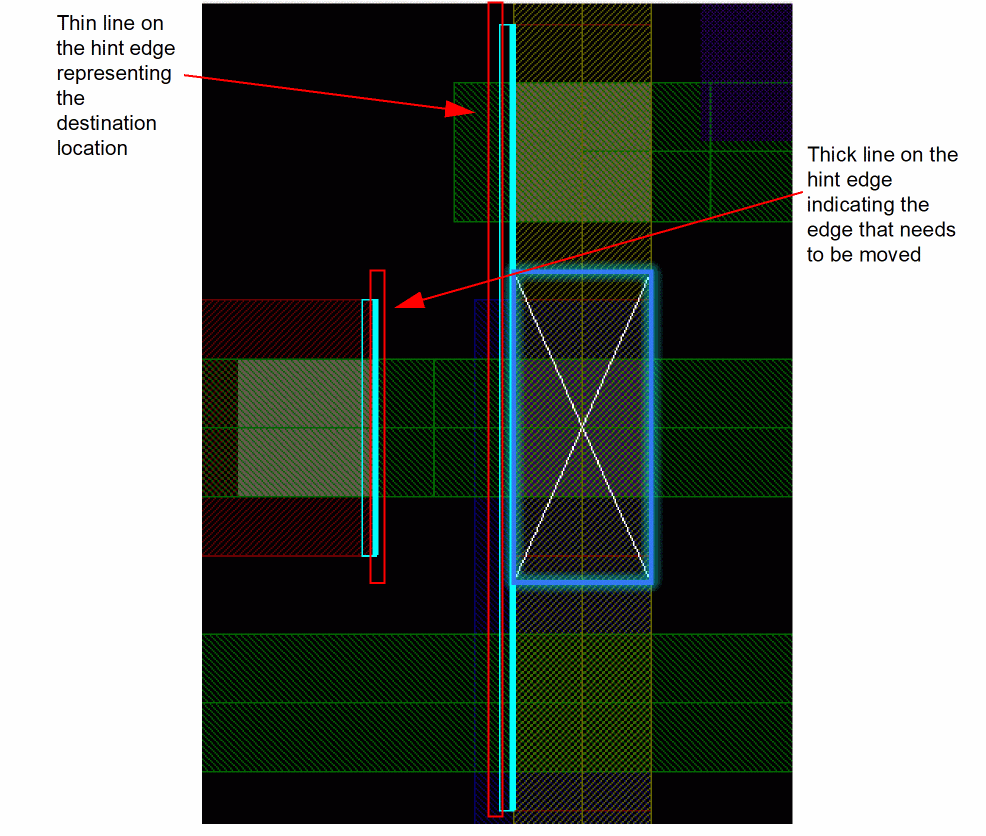 Thin line on
the hint edge
representing
the
destination
location
Thick line on the
hint edge
indicating the
edge that needs
to be moved